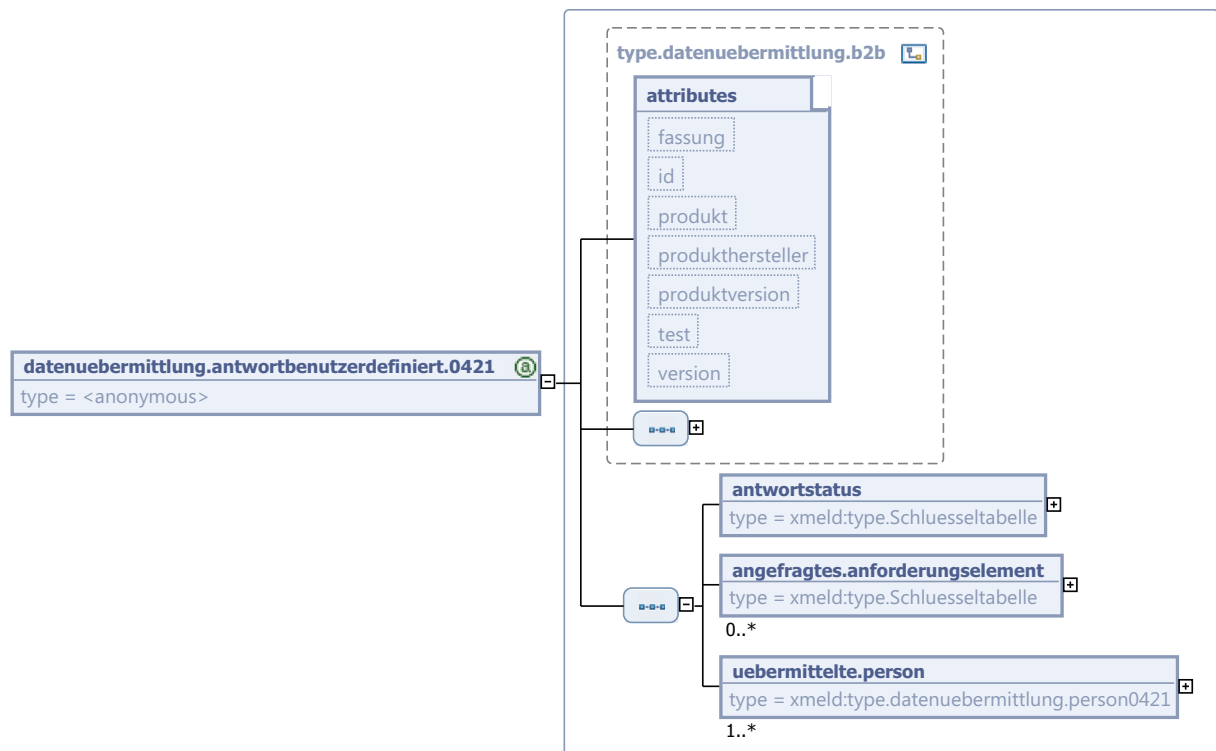 type.datenuebermittlung.b2b
attributes
fassung
id
produkt
produkthersteller
produktversion
test
version
datenuebermittlung.antwortbenutzerdefiniert.0421
type = <anonymous>
antwortstatus
type = xmeld:type.Schluesseltabelle
angefragtes.anforderungselement
type = xmeld:type.Schluesseltabelle
0..*
uebermittelte.person
type = xmeld:type.datenuebermittlung.person0421
1..*